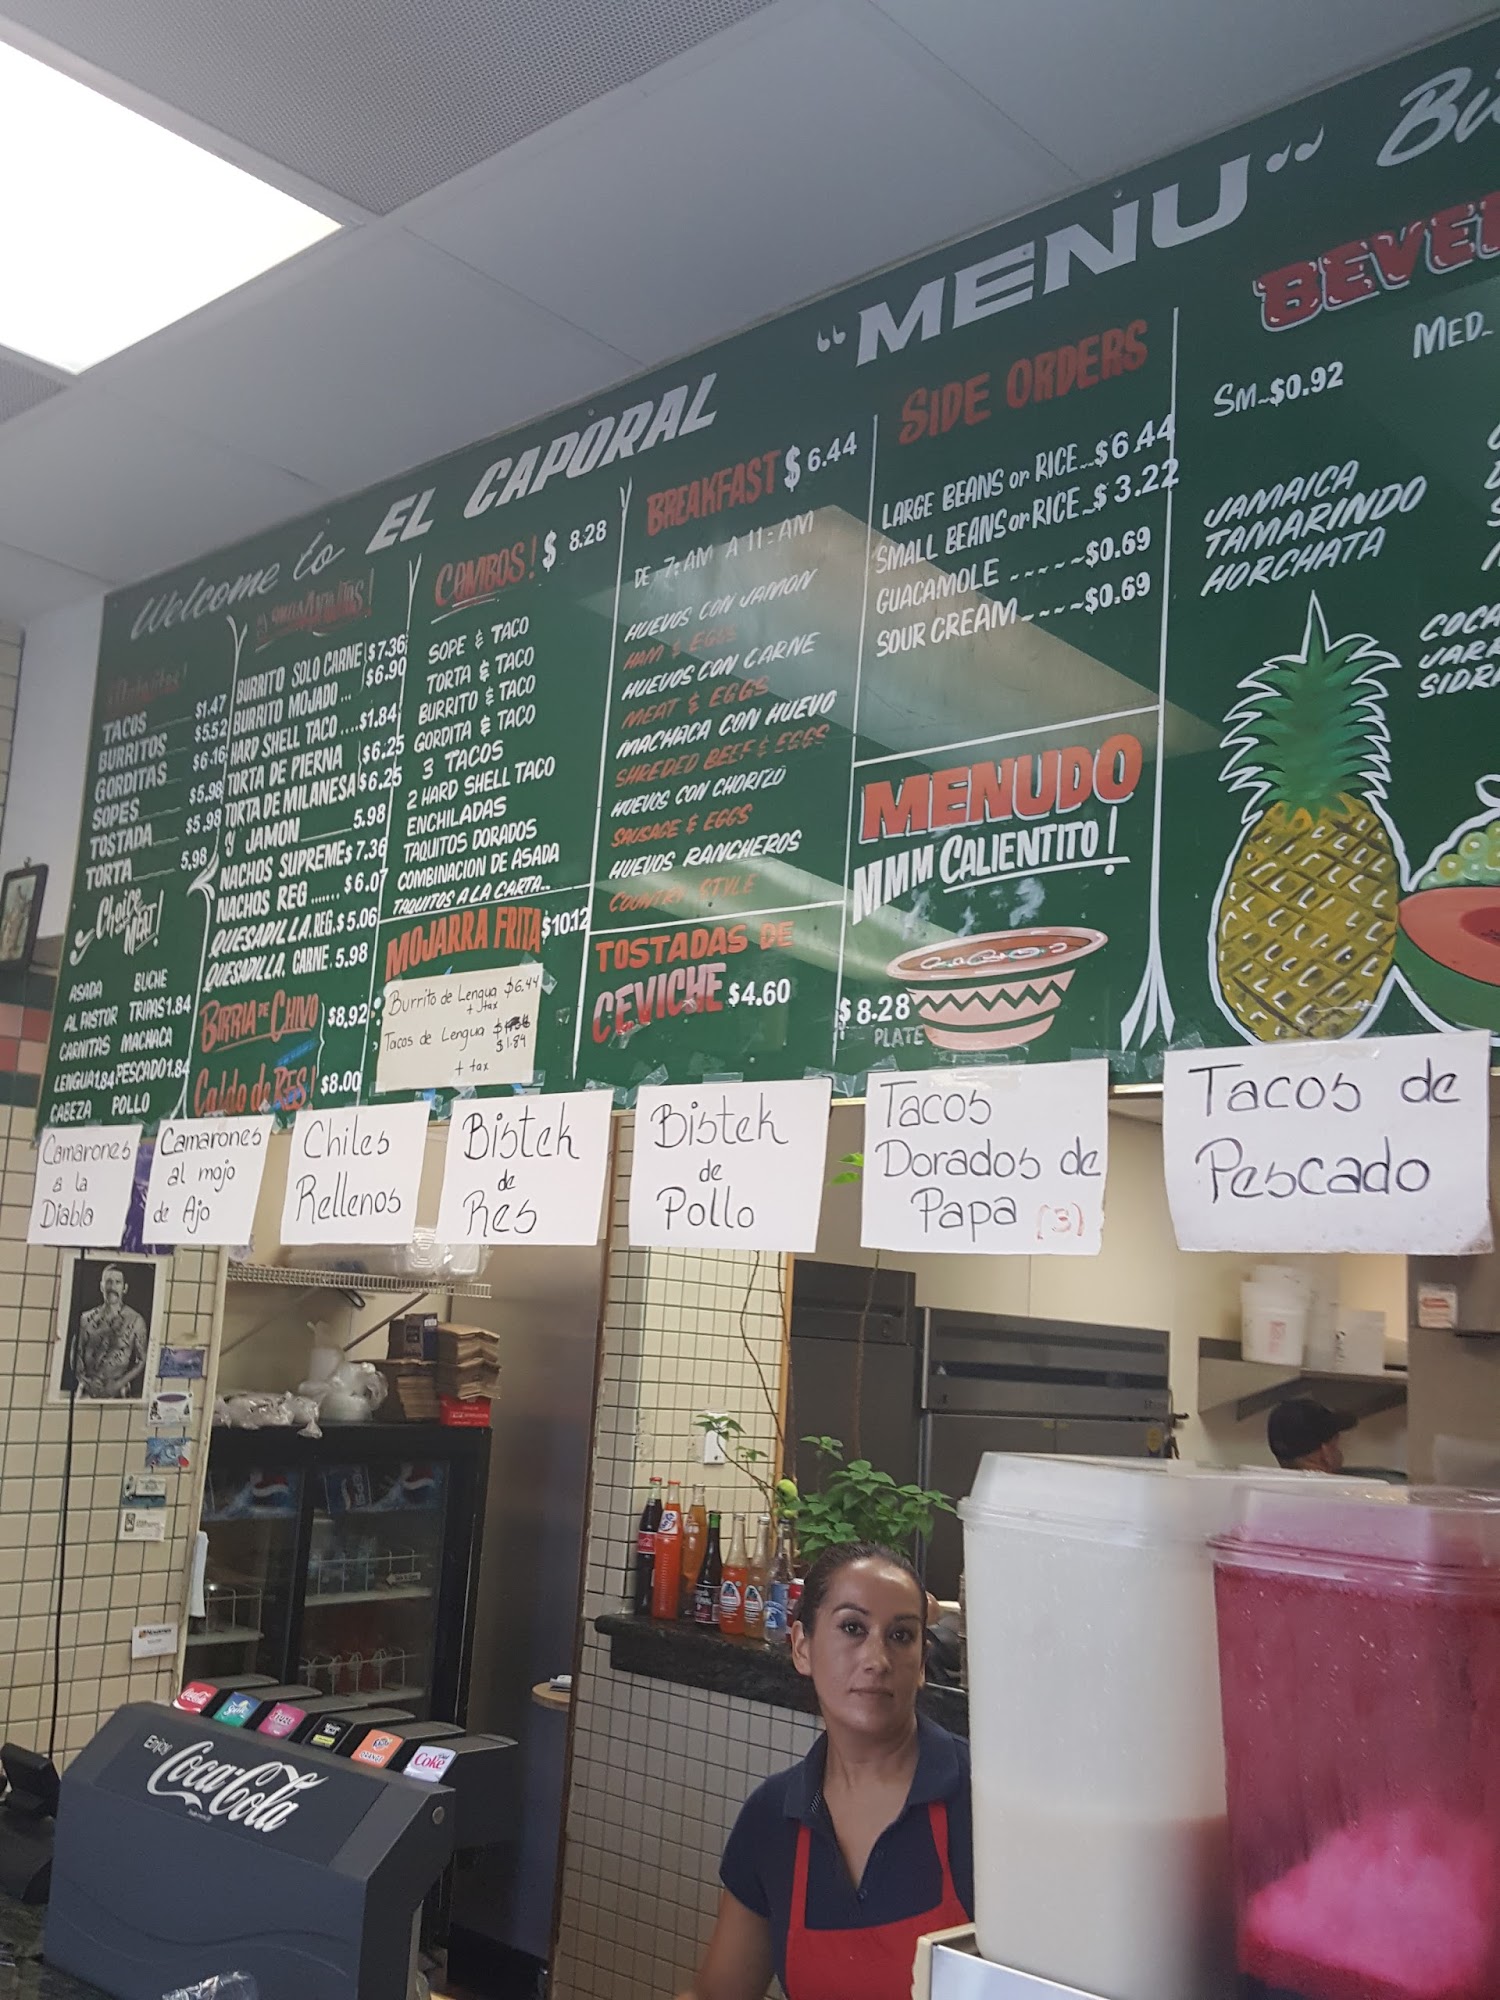 Welcome to EL CAPORAL "MENU"
TACOS $1.47
BURRITOS $5.52
GORDITAS $6.16
SOPES $5.98
TOSTADA $5.98
TORTA 5.98
Choice MEAT!
ASADA BUCHE
AL PASTOR TRIPAS 1.84
CARNITAS MACHACA
LENGUA 1.84 PESCADO 1.84
CABEZA POLLO
BURRITO SOLO CARNE $7.36
BURRITO MOJADO ... $6.90
HARD SHELL TACO ....$1.84
TORTA DE PIERNA $6.25
TORTA DE MILANESA $6.25
Y JAMON 5.98
NACHOS SUPREME $7.36
NACHOS REG ....... $6.07
QUESADILLA. REG. $5.06
QUESADILLA. CARNE. 5.98
BIRRIA DE CHIVO $8.92
Caldo de RES! $8.00
COMBOS! $8.28
SOPE & TACO
TORTA & TACO
BURRITO & TACO
GORDITA & TACO
3 TACOS
2 HARD SHELL TACO
ENCHILADAS
TAQUITOS DORADOS
COMBINACION DE ASADA
TAQUITOS A LA CARTA..
MOJARRA FRITA $10.12
Burrito de Lengua $6.44
+ tax
Tacos de Lengua
$1.84
+ tax
BREAKFAST $6.44
DE 7:AM A 11:AM
HUEVOS CON JAMON
HAM & EGGS
HUEVOS CON CARNE
MEAT & EGGS
MACHACA CON HUEVO
SHREDED BEEF & EGGS
HUEVOS CON CHORIZO
SAUSAGE & EGGS
HUEVOS RANCHEROS
COUNTRY STYLE
TOSTADAS DE
CEVICHE $4.60
SIDE ORDERS
LARGE BEANS or RICE $6.44
SMALL BEANS or RICE $3.22
GUACAMOLE -----$0.69
SOUR CREAM ----$0.69
MENUDO
MMM CALIENTITO!
$8.28
PLATE
SM $0.92
MED
JAMAICA
TAMARINDO
HORCHATA
Camarones
a la
Diabla
Camarones
al mojo
de Ajo
Chiles
Rellenos
Bistek
de
Res
Bistek
de
Pollo
Tacos
Dorados de
Papa (3)
Tacos de
Pescado
Enjoy
Coca-Cola
Coke